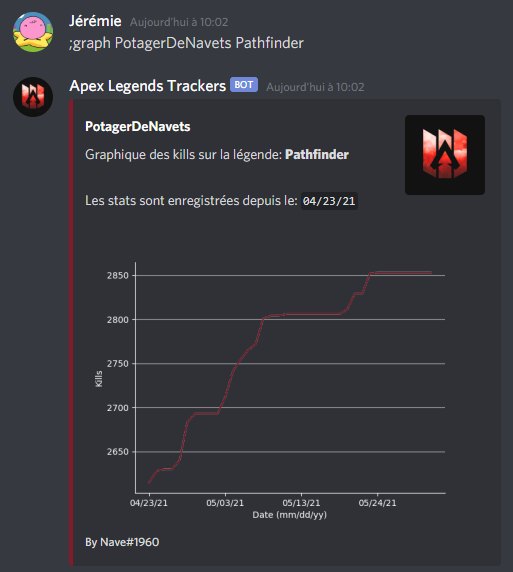 Jérémie Aujourd'hui à 10:02
;graph PotagerDeNavets Pathfinder
Apex Legends Trackers BOT Aujourd'hui à 10:02
PotagerDeNavets
Graphique des kills sur la légende: Pathfinder
Les stats sont enregistrées depuis le: 04/23/21
2850
2800
2750
2700
2650
Kills
04/23/21 05/03/21 05/13/21 05/24/21
Date (mm/dd/yy)
By Nave#1960